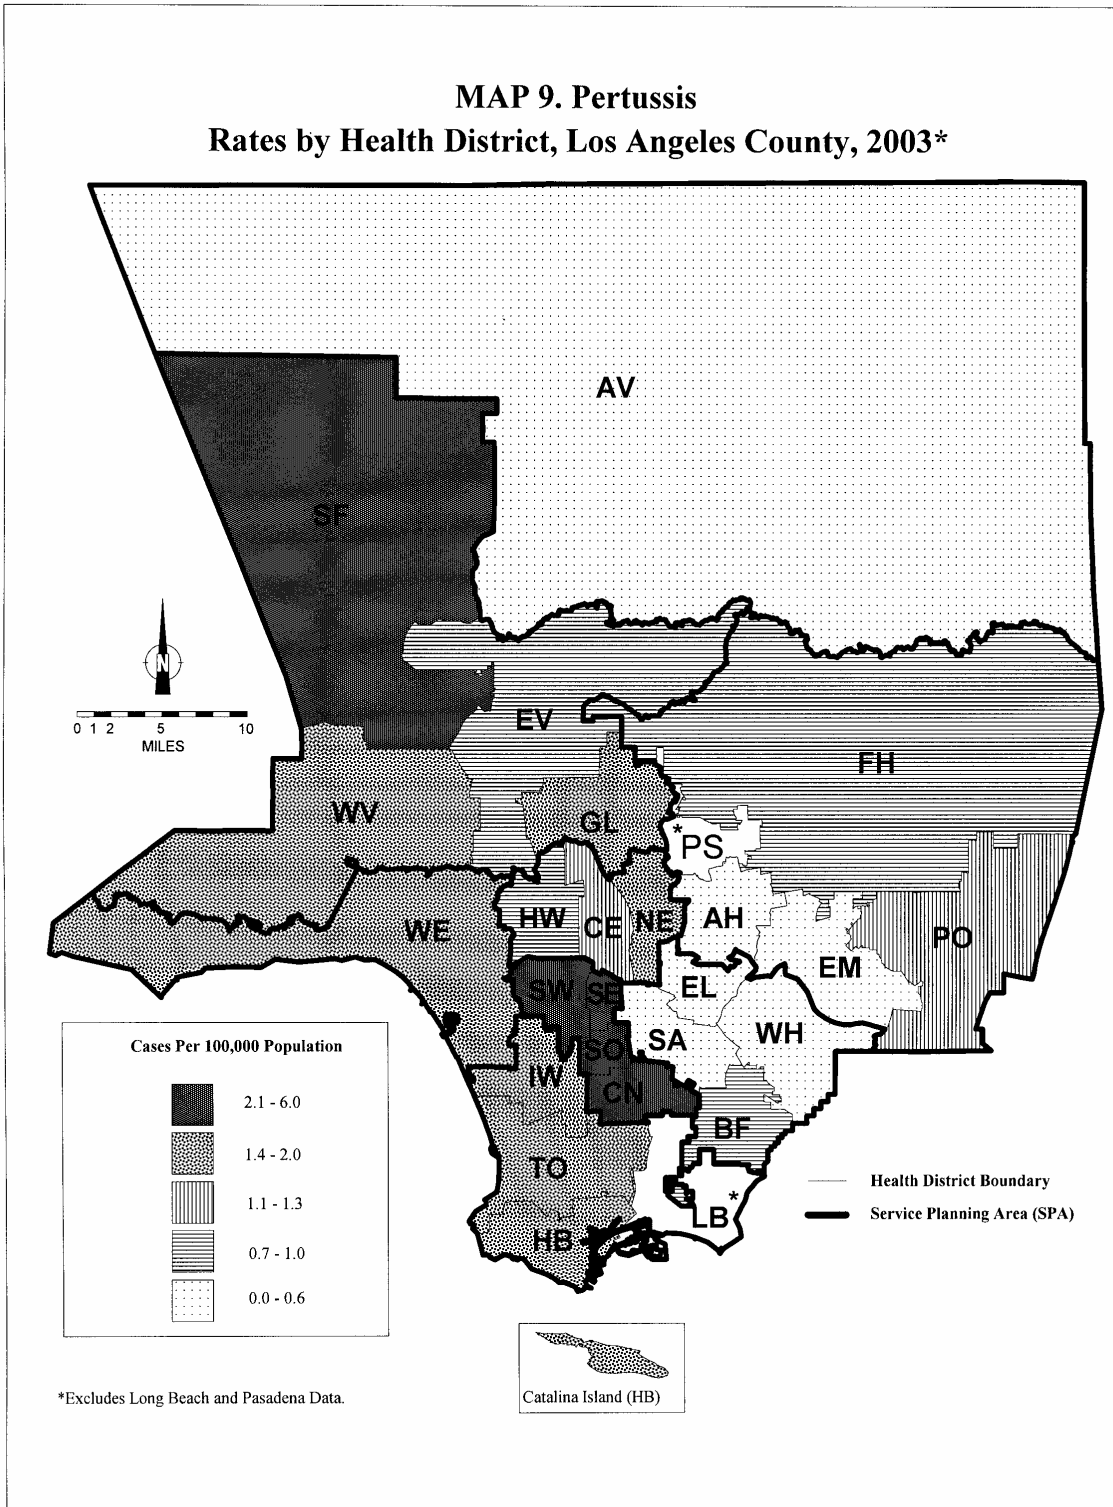 MAP 9. Pertussis
Rates by Health District, Los Angeles County, 2003*
AV
SF
N
0 1 2 5 10
MILES
EV
FH
WV
GL
*
PS
HW
CE
NE
AH
PO
WE
EM
SW
SE
EL
WH
SO
SA
IW
CN
BF
TO
*
LB
HB
Cases Per 100,000 Population
2.1 - 6.0
1.4 - 2.0
1.1 - 1.3
0.7 - 1.0
0.0 - 0.6
Health District Boundary
Service Planning Area (SPA)
Catalina Island (HB)
*Excludes Long Beach and Pasadena Data.